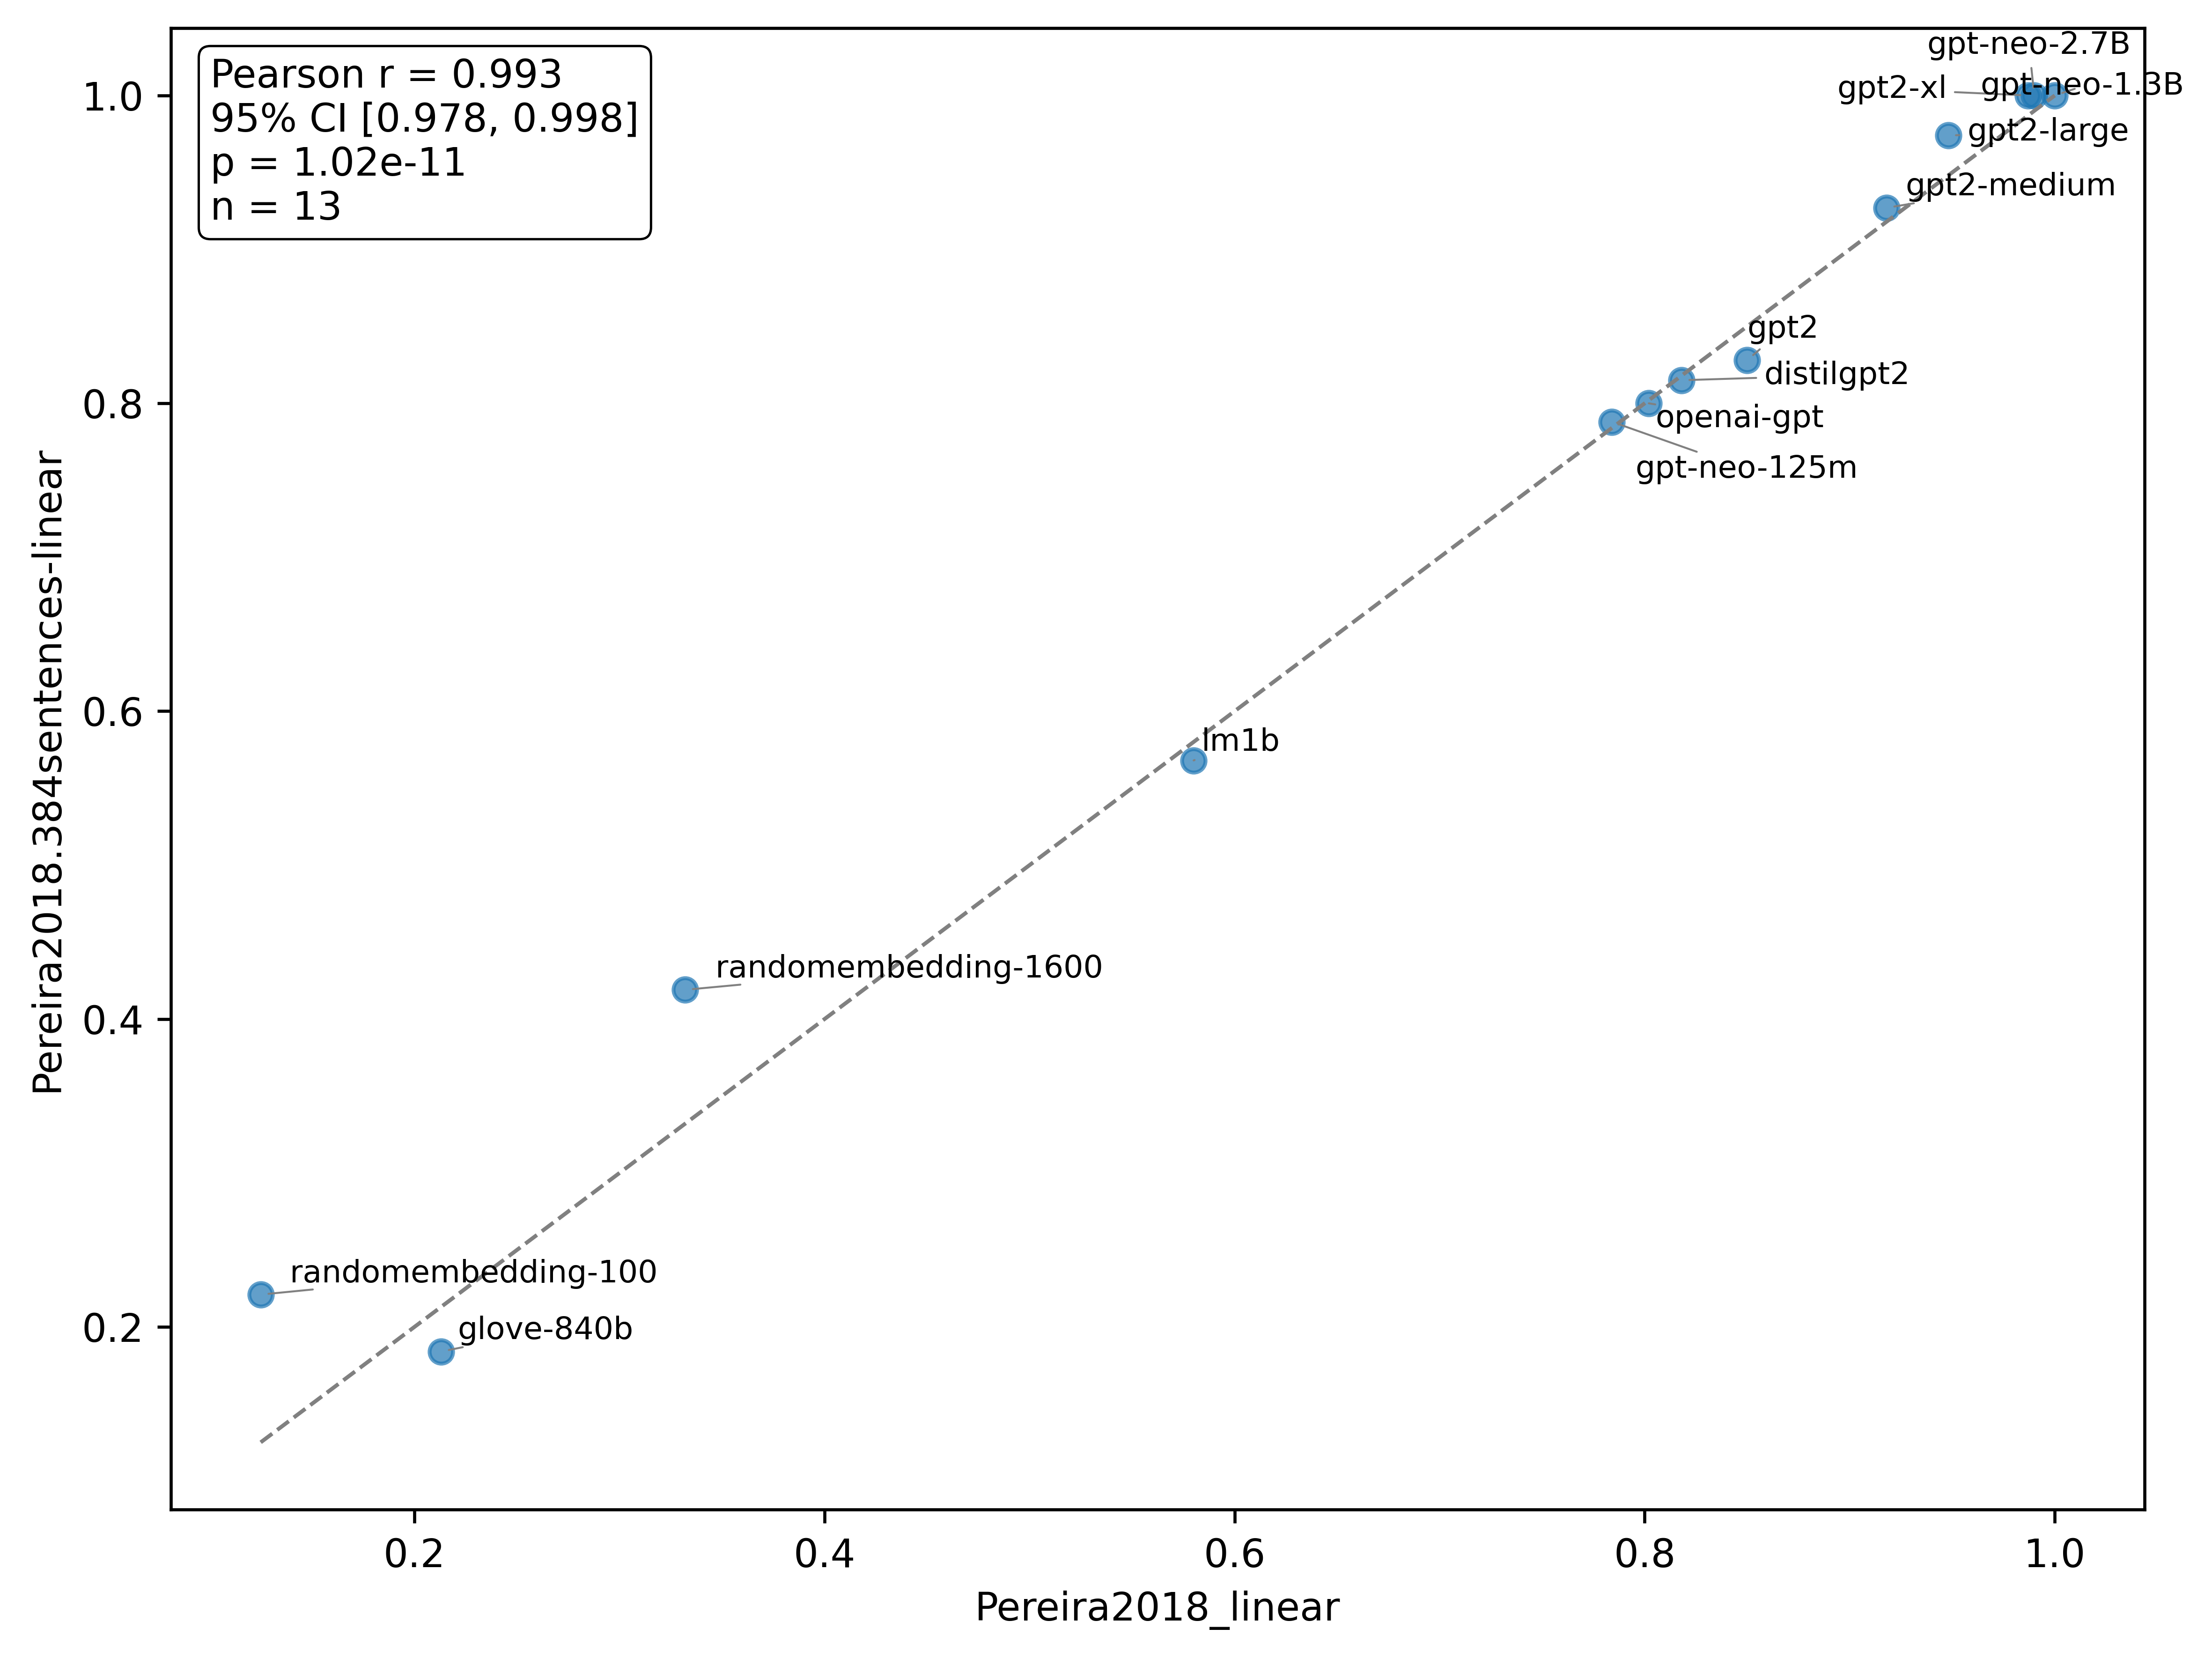 gpt-neo-2.7B
gpt2-xl
gpt-neo-1.3B
gpt2-large
gpt2-medium
gpt2
distilgpt2
openai-gpt
gpt-neo-125m
lm1b
randomembedding-1600
randomembedding-100
glove-840b
Pearson r = 0.993
95% CI [0.978, 0.998]
p = 1.02e-11
n = 13
1.0
0.8
0.6
0.4
0.2
Pereira2018.384sentences-linear
0.2
0.4
0.6
0.8
1.0
Pereira2018_linear